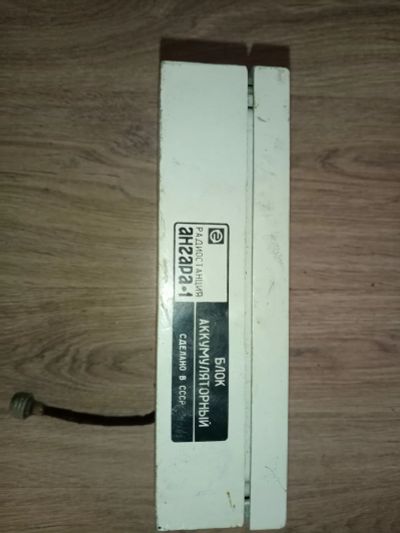 РАДИОСТАНЦИЯ
ангара-1
БЛОК
АККУМУЛЯТОРНЫЙ
СДЕЛАНО В СССР